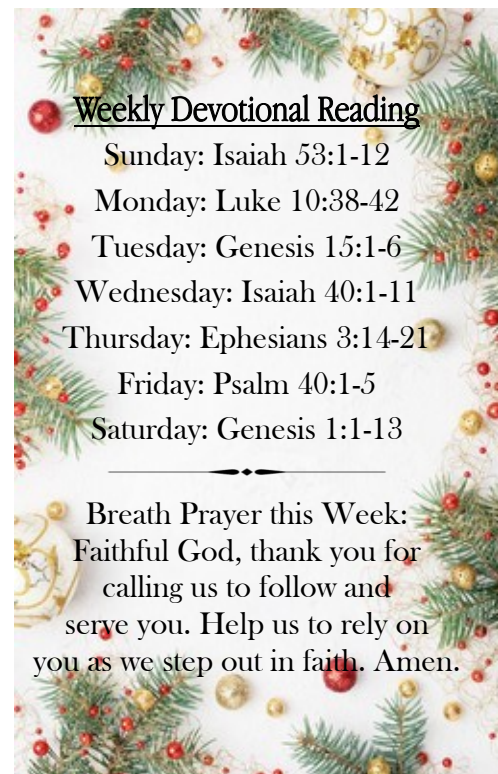 Weekly Devotional Reading
Sunday: Isaiah 53:1-12
Monday: Luke 10:38-42
Tuesday: Genesis 15:1-6
Wednesday: Isaiah 40:1-11
Thursday: Ephesians 3:14-21
Friday: Psalm 40:1-5
Saturday: Genesis 1:1-13
Breath Prayer this Week:
Faithful God, thank you for
calling us to follow and
serve you. Help us to rely on
you as we step out in faith. Amen.